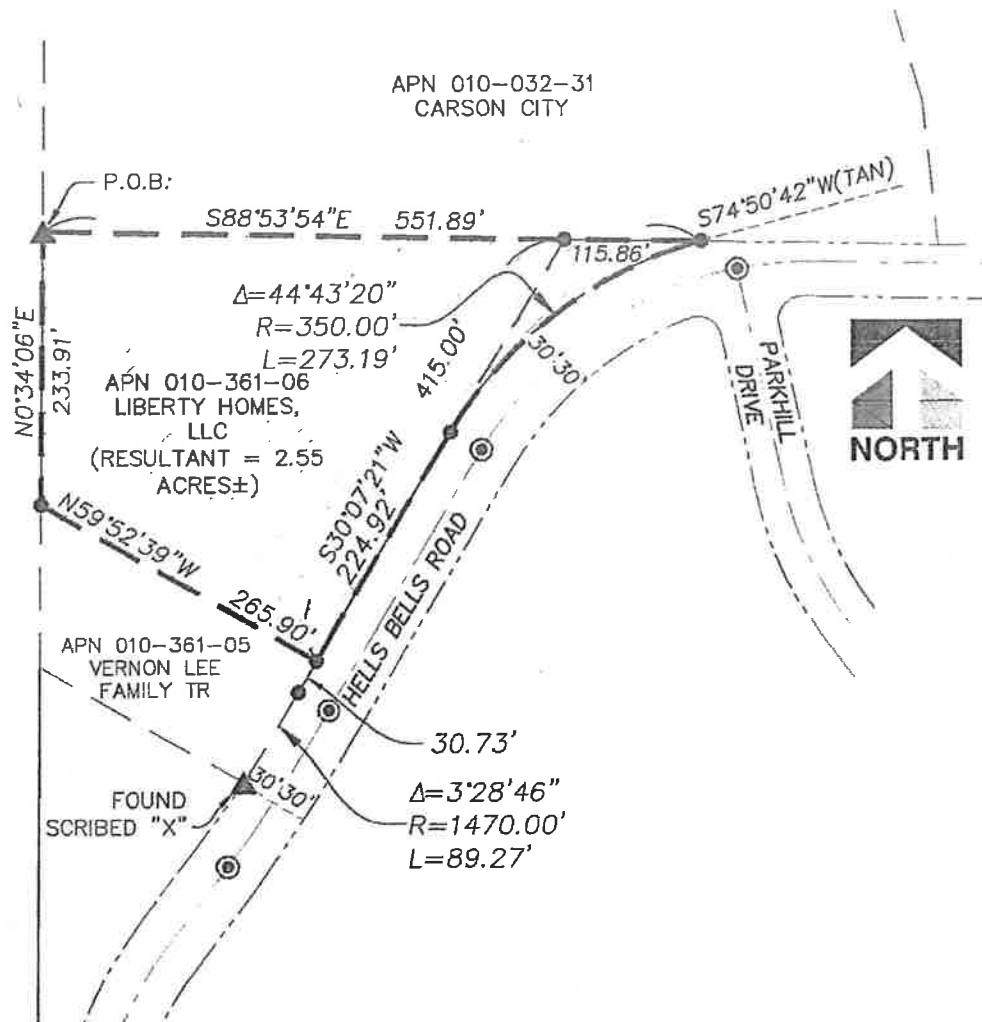 APN 010-032-31
CARSON CITY
P.O.B.
S88°53'54"E 551.89'
S74°50'42"W(TAN)
115.86'
Δ=44°43'20"
R=350.00'
L=273.19'
30' 30'
415.00'
N0°34'06"E
233.91'
APN 010-361-06
LIBERTY HOMES,
LLC
(RESULTANT = 2.55
ACRES±)
PARKHILL
DRIVE
NORTH
S30°07'21"W
224.92'
N59°52'39"W
265.90'
HELLS BELLS ROAD
APN 010-361-05
VERNON LEE
FAMILY TR
30.73'
30' 30'
FOUND
SCRIBED "X"
Δ=3°28'46"
R=1470.00'
L=89.27'